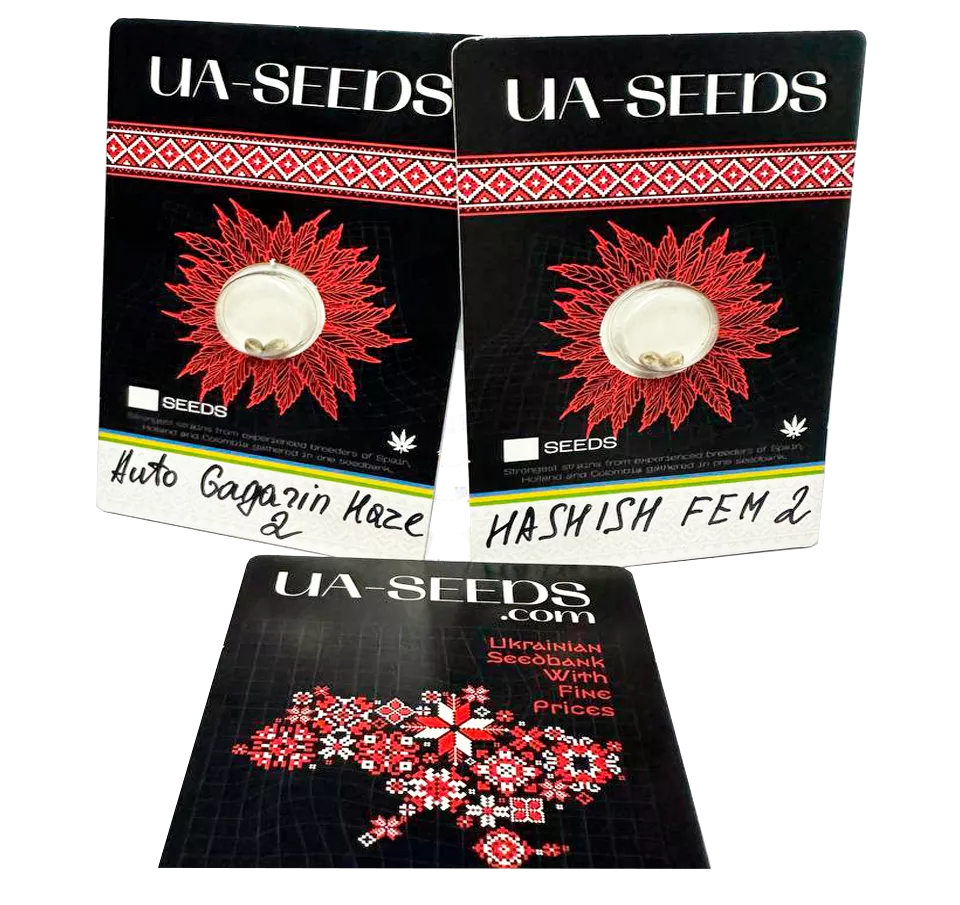 UA-SEEDS
SEEDS
Strongest strains from experienced breeders of Spain,
Holland and Colombia gathered in one seedbank.
Auto Gagarin Haze
2
UA-SEEDS
SEEDS
Strongest strains from experienced breeders of Spain,
Holland and Colombia gathered in one seedbank.
HASHISH FEM 2
UA-SEEDS
.com
Ukrainian
Seedbank
With
Fine
Prices